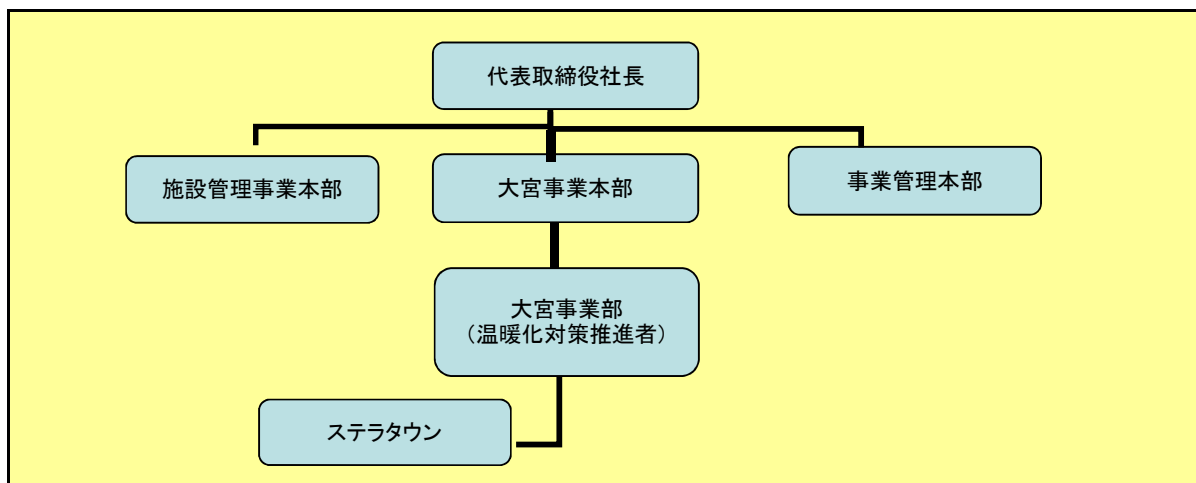 代表取締役社長
施設管理事業本部
大宮事業本部
事業管理本部
大宮事業部
（温暖化対策推進者）
ステラタウン